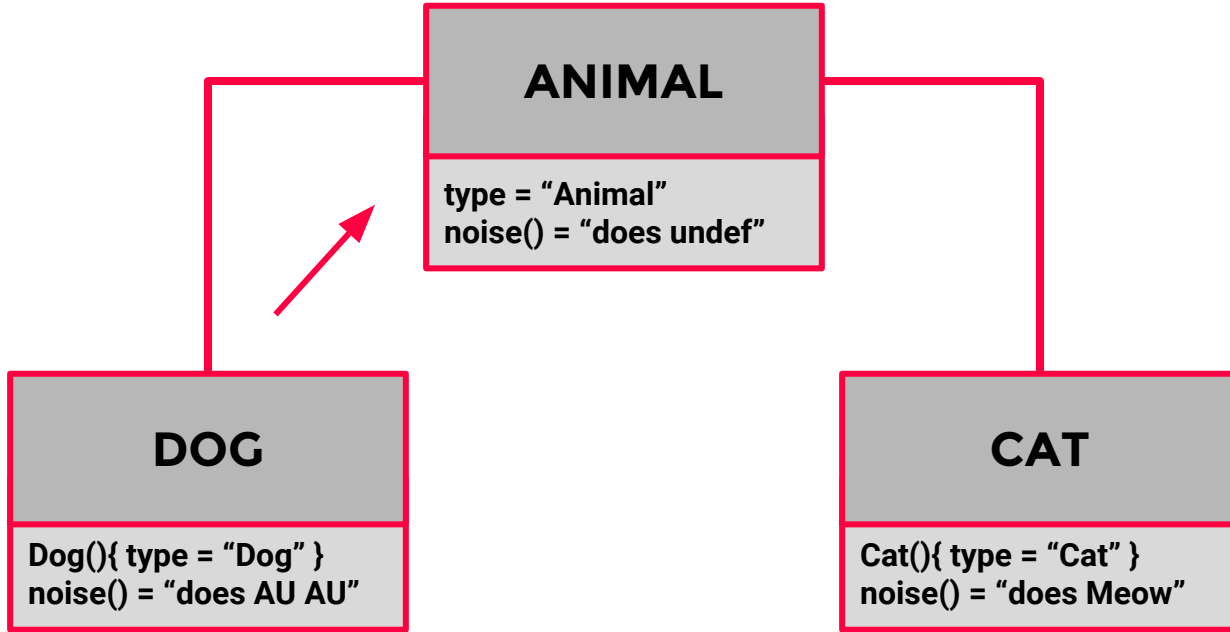 ANIMAL
type = “Animal”
noise() = “does undef”
DOG
Dog(){ type = “Dog” }
noise() = “does AU AU”
CAT
Cat(){ type = “Cat” }
noise() = “does Meow”